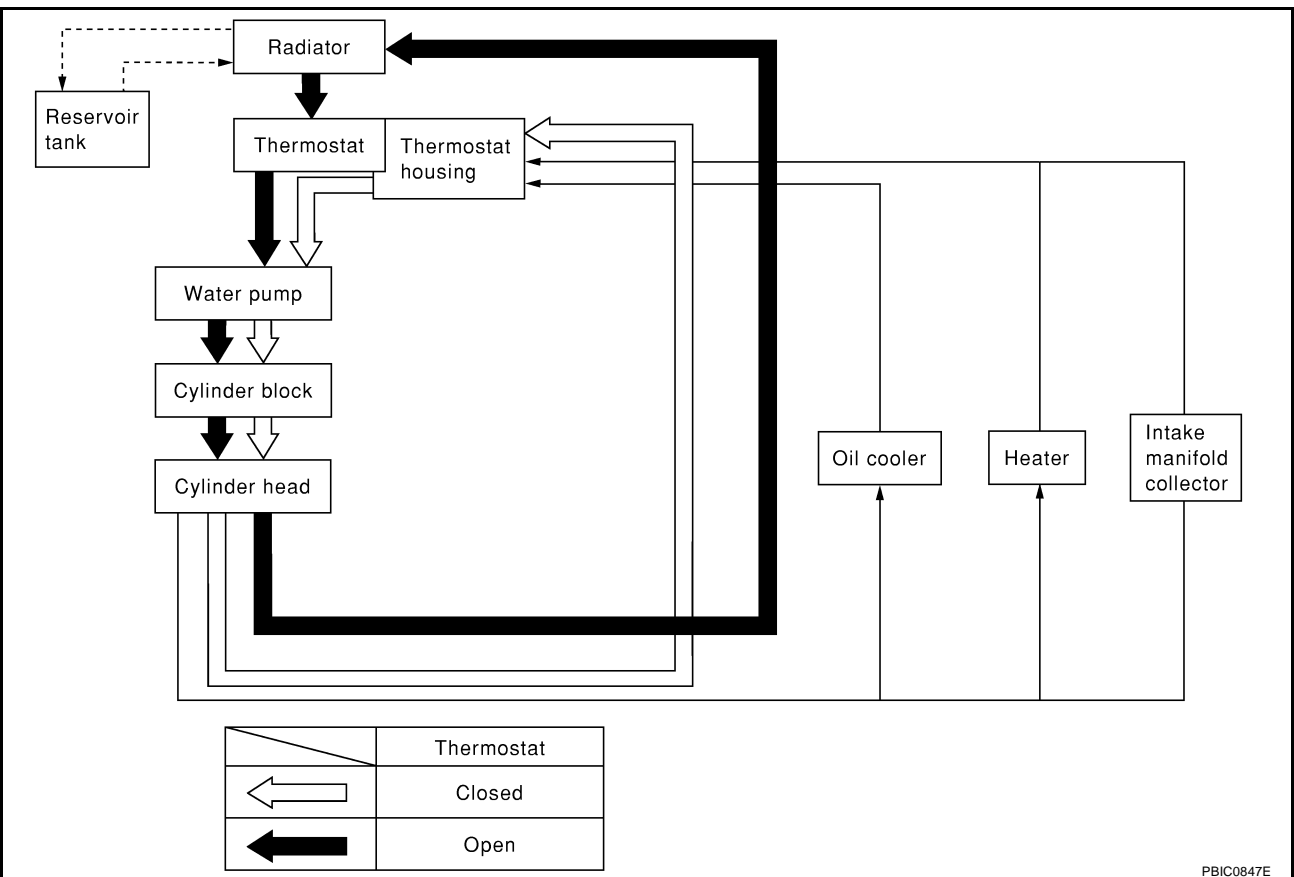 Radiator
Reservoir
tank
Thermostat
Thermostat
housing
Water pump
Cylinder block
Cylinder head
Oil cooler
Heater
Intake
manifold
collector
Thermostat
Closed
Open
PBIC0847E